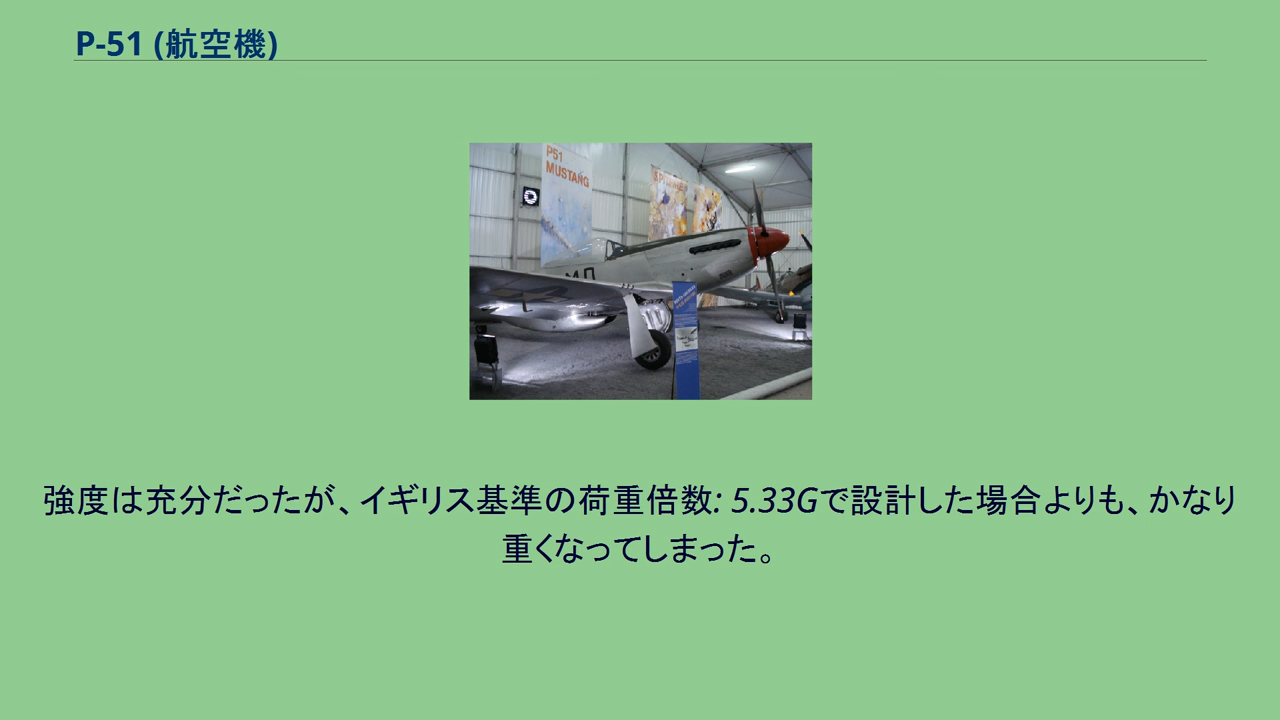 P-51 (航空機)
P51
MUSTANG
強度は充分だったが、イギリス基準の荷重倍数: 5.33Gで設計した場合よりも、かなり
重くなってしまった。